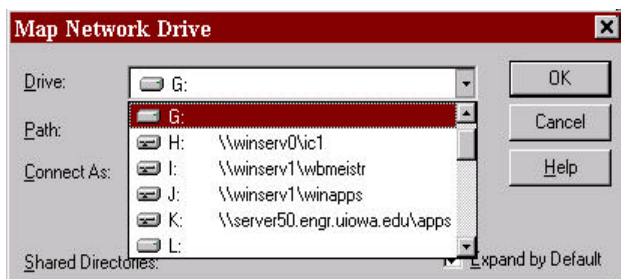 Map Network Drive
Drive: G: OK
G:
Path: H: \\winserv0\ic1 Cancel
Connect As: I: \\winserv1\wbmeistr Help
J: \\winserv1\winapps
K: \\server50.engr.uiowa.edu\apps
L:
Shared Directories: Expand by Default